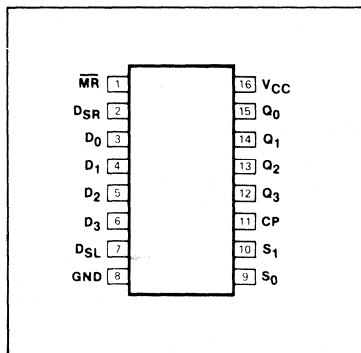 M̅R̅ 1 16 VCC
DSR 2 15 Q0
D0 3 14 Q1
D1 4 13 Q2
D2 5 12 Q3
D3 6 11 CP
DSL 7 10 S1
GND 8 9 S0